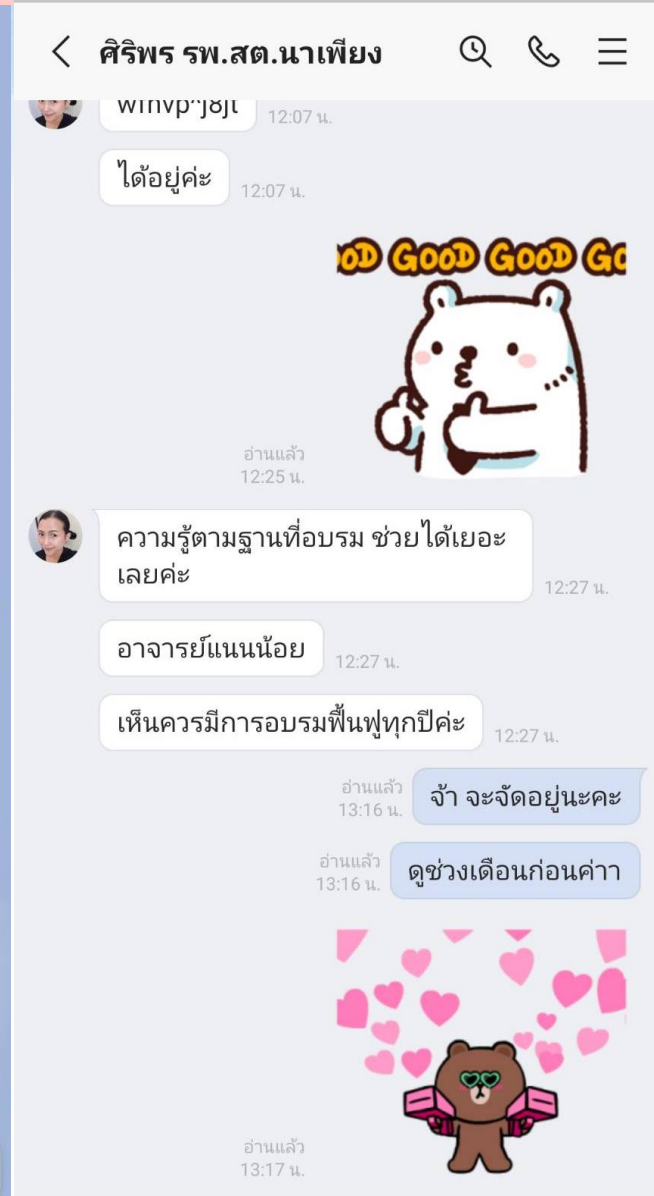 ศิริพร รพ.สต.นาเพียง
12:07 น.
ได้อยู่ค่ะ
12:07 น.
GOOD GOOD
อ่านแล้ว
12:25 น.
ความรู้ตามฐานที่อบรม ช่วยได้เยอะ
เลยค่ะ
12:27 น.
อาจารย์แนนน้อย
12:27 น.
เห็นควรมีการอบรมฟื้นฟูทุกปีค่ะ
12:27 น.
อ่านแล้ว
13:16 น.
จ้า จะจัดอยู่นะคะ
อ่านแล้ว
13:16 น.
ดูช่วงเดือนก่อนค่าา
อ่านแล้ว
13:17 น.